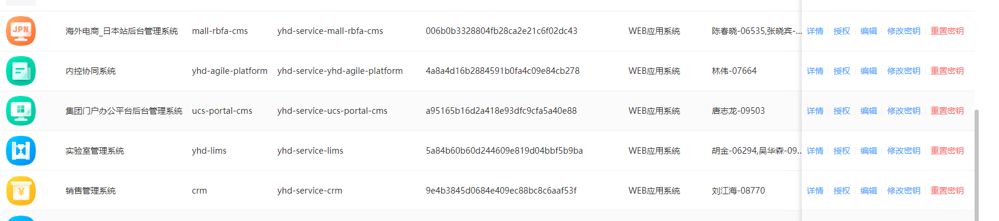 JPN 海外电商_日本站后台管理系统 mall-rbfa-cms yhd-service-mall-rbfa-cms 006b0b3328804fb28ca2e21c6f02dc43 WEB应用系统 陈春晓-06535,张晓宾-... 详情 授权 编辑 修改密钥 重置密钥
内控协同系统 yhd-agile-platform yhd-service-yhd-agile-platform 4a8a4d16b2884591b0fa4c09e84cb278 WEB应用系统 林伟-07664 详情 授权 编辑 修改密钥 重置密钥
集团门户办公平台后台管理系统 ucs-portal-cms yhd-service-ucs-portal-cms a95165b16d2a418e93dfc9cfa5a40e88 WEB应用系统 唐志龙-09503 详情 授权 编辑 修改密钥 重置密钥
实验室管理系统 yhd-lims yhd-service-lims 5a84b60b60d244609e819d04bbf5b9ba WEB应用系统 胡金-06294,吴华森-09... 详情 授权 编辑 修改密钥 重置密钥
¥ 销售管理系统 crm yhd-service-crm 9e4b3845d0684e409ec88bc8c6aaf53f WEB应用系统 刘江海-08770 详情 授权 编辑 修改密钥 重置密钥